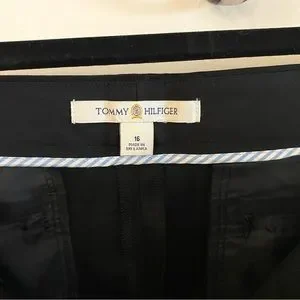 TOMMY HILFIGER
16
MADE IN
SRI LANKA